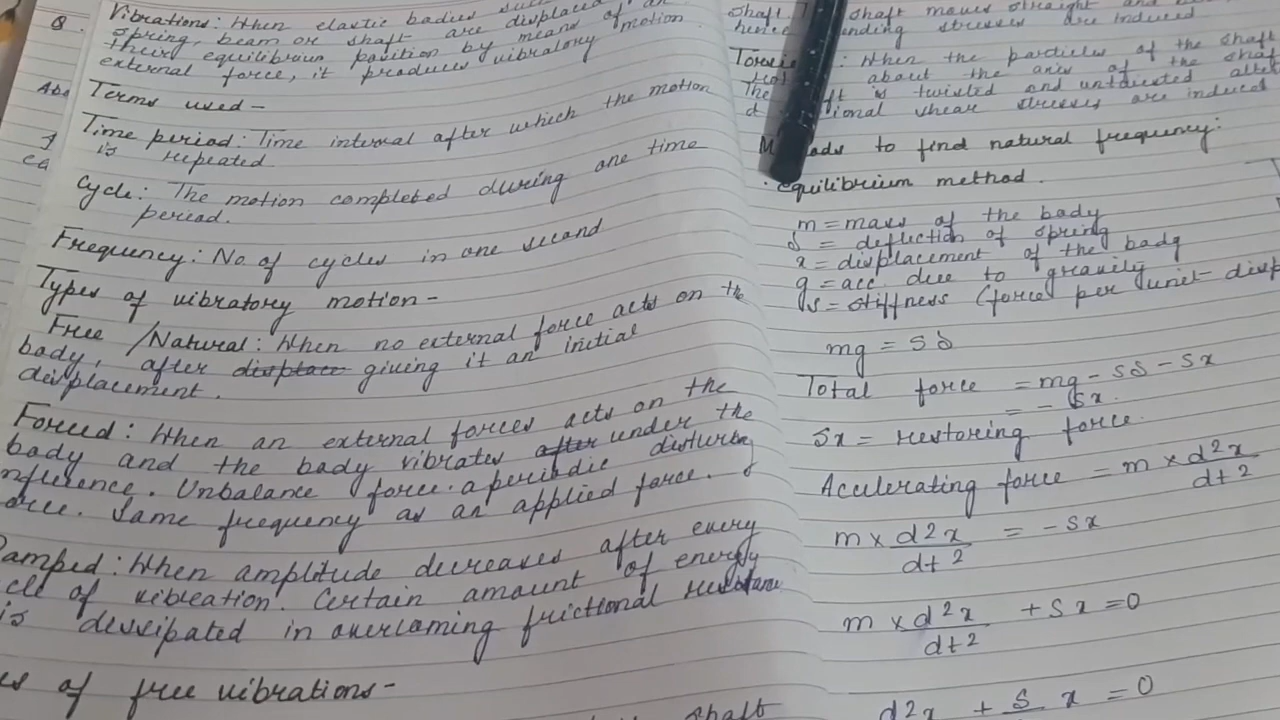 Vibrations: When elastic bodies
spring, beam or shaft are displaced
their equilibrium position by means of an
external force, it produces vibratory motion.
Terms used -
Time period: Time interval after which the motion
is repeated
Cycle: The motion completed during one time
period.
Frequency: No. of cycles in one second
Types of vibratory motion -
Free /Natural: When no external force acts on the
body, after displace giving it an initial
displacement.
Forced: When an external forces acts on the
body and the body vibrates after under the
influence. Unbalance force. a periodic disturbing
force. Same frequency as an applied force.
Damped: When amplitude decreases after every
cycle of vibreation. Certain amount of energy
is dessipated in overcoming frictional resistance
of free vibrations -
shaft
shaft. shaft moves straight and
hence bending stresses are induced
: When the particles of the shaft
about the axis of the shaft
The is twisted and untwisted
stresses are induced
to find natural frequency:
equilibrium method.
m = mass of the body
δ = deflection of spring
x = displacement of the body
g = acc. due to gravity
s = stiffness (force per unit disp
mg = sδ
Total force = mg - sδ - sx
= - sx.
sx = restoring force.
Acelerating force = m × d2x
dt2
m × d2x = - sx
dt2
m × d2x + sx = 0
dt2
d2x + s x = 0